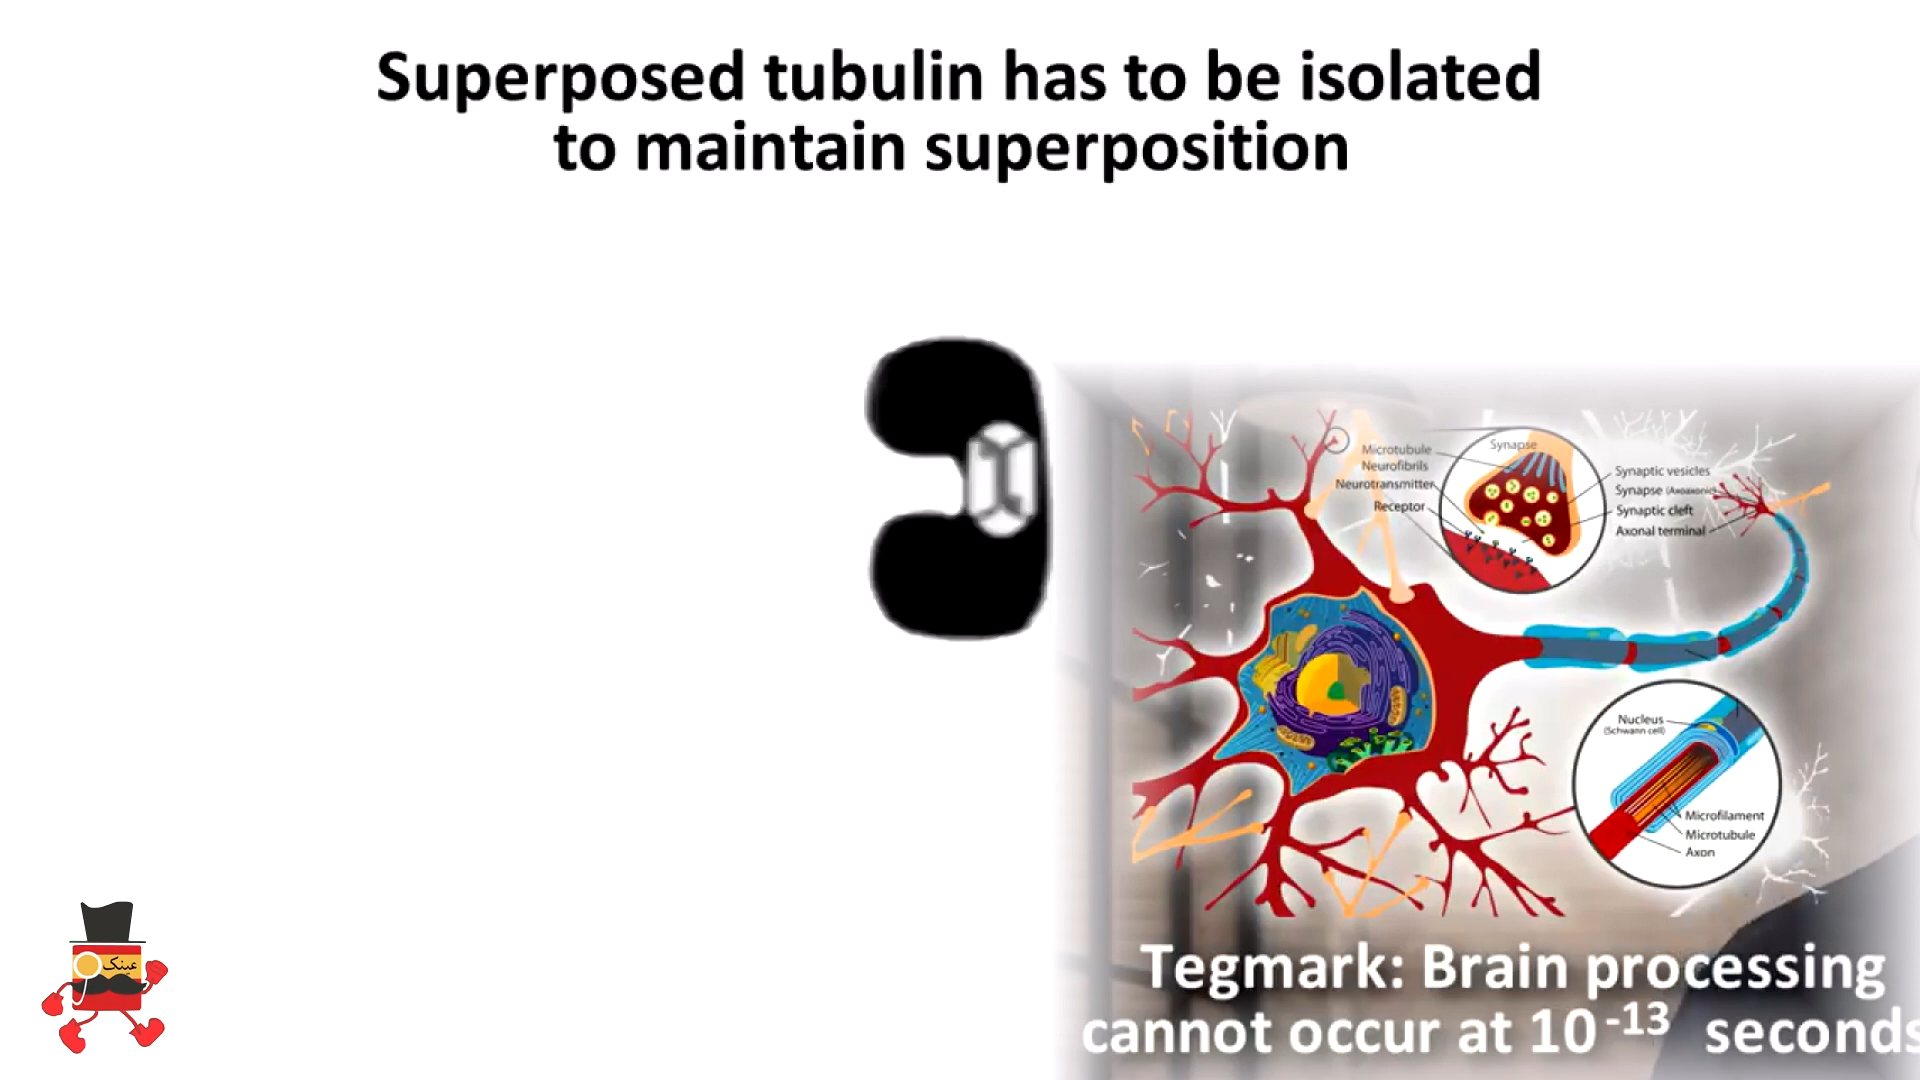 Superposed tubulin has to be isolated
to maintain superposition
Synapse
Microtubule
Neurofibrils
Neurotransmitter
Receptor
Synaptic vesicles
Synapse (Axoaxonic)
Synaptic cleft
Axonal terminal
Nucleus
(Schwann cell)
Microfilament
Microtubule
Axon
عینک
Tegmark: Brain processing
cannot occur at 10 -13 seconds